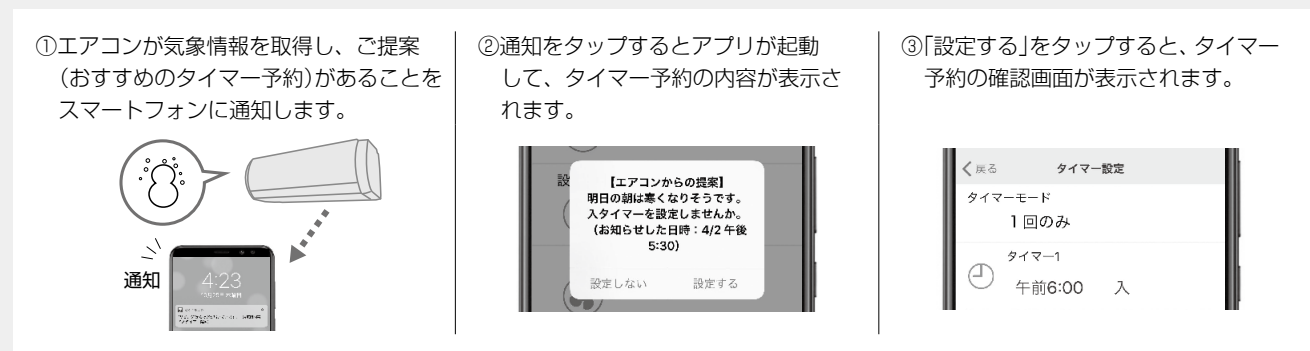 ①エアコンが気象情報を取得し、ご提案
(おすすめのタイマー予約)があることを
スマートフォンに通知します。
通知
4:23
②通知をタップするとアプリが起動
して、タイマー予約の内容が表示さ
れます。
設
【エアコンからの提案】
明日の朝は寒くなりそうです。
入タイマーを設定しませんか。
(お知らせした日時:4/2 午後
5:30)
設定しない 設定する
③「設定する」をタップすると、タイマー
予約の確認画面が表示されます。
戻る タイマー設定
タイマーモード
1回のみ
タイマー1
午前6:00 入